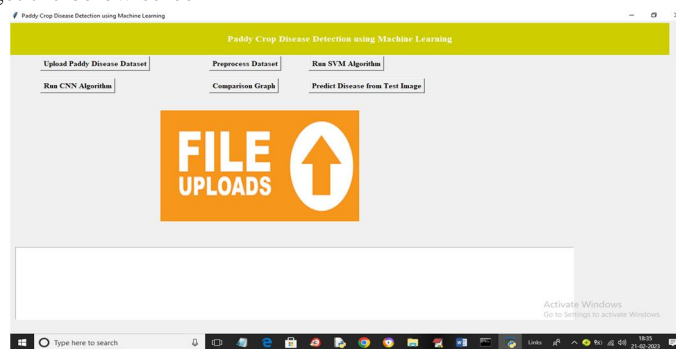 Paddy Crop Disease Detection using Machine Learning
Paddy Crop Disease Detection using Machine Learning
Upload Paddy Disease Dataset Preprocess Dataset Run SVM Algorithm
Run CNN Algorithm Comparison Graph Predict Disease from Test Image
FILE
UPLOADS
Activate Windows
Go to Settings to activate Windows.
Type here to search Links 18:35
21-02-2023